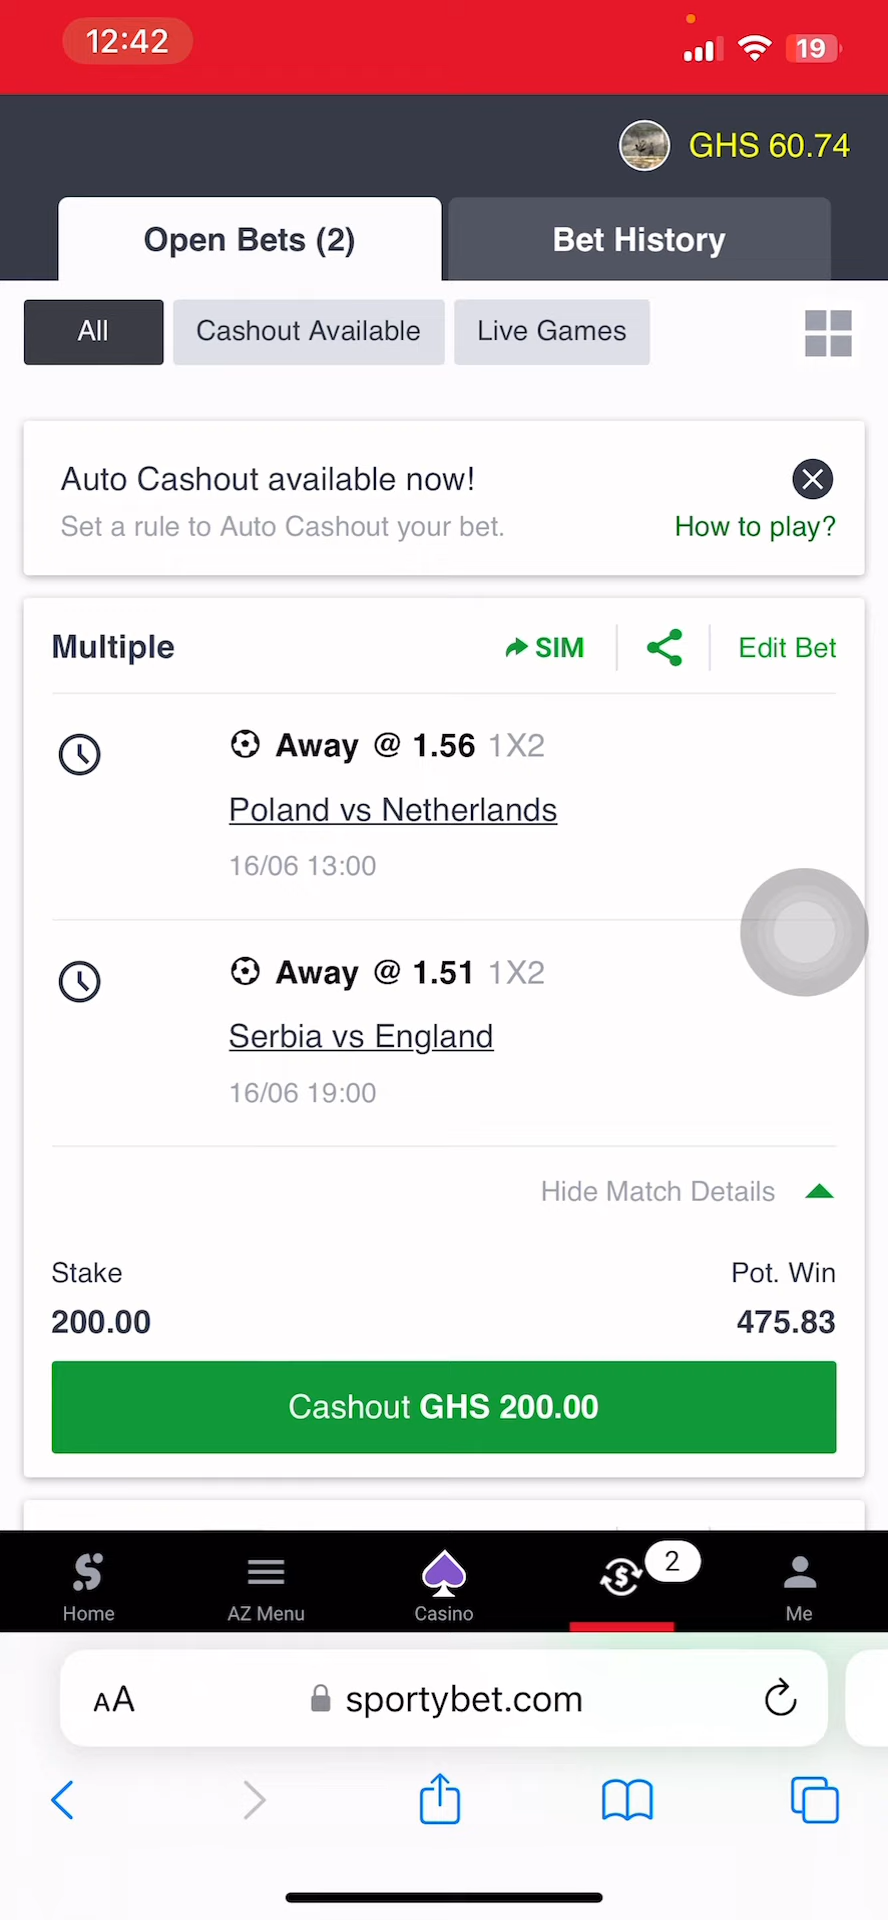 12:42
19
GHS 60.74
Open Bets (2)
Bet History
All
Cashout Available
Live Games
Auto Cashout available now!
Set a rule to Auto Cashout your bet.
How to play?
Multiple
SIM
Edit Bet
Away @ 1.56 1X2
Poland vs Netherlands
16/06 13:00
Away @ 1.51 1X2
Serbia vs England
16/06 19:00
Hide Match Details
Stake
Pot. Win
200.00
475.83
Cashout GHS 200.00
2
Home
AZ Menu
Casino
Me
AA
sportybet.com